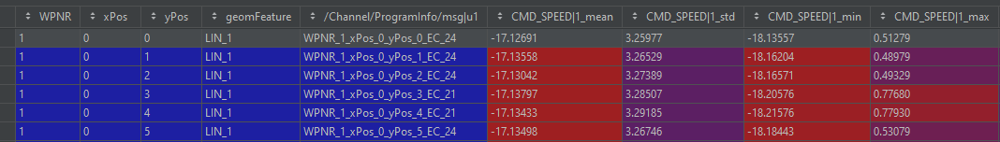 WPNR xPos yPos geomFeature /Channel/ProgramInfo/msg|u1 CMD_SPEED|1_mean CMD_SPEED|1_std CMD_SPEED|1_min CMD_SPEED|1_max
1 0 0 LIN_1 WPNR_1_xPos_0_yPos_0_EC_24 -17.12691 3.25977 -18.13557 0.51279
1 0 1 LIN_1 WPNR_1_xPos_0_yPos_1_EC_24 -17.13558 3.26529 -18.16204 0.48979
1 0 2 LIN_1 WPNR_1_xPos_0_yPos_2_EC_24 -17.13042 3.27389 -18.16571 0.49329
1 0 3 LIN_1 WPNR_1_xPos_0_yPos_3_EC_21 -17.13797 3.28507 -18.20576 0.77680
1 0 4 LIN_1 WPNR_1_xPos_0_yPos_4_EC_21 -17.13433 3.29185 -18.21576 0.77930
1 0 5 LIN_1 WPNR_1_xPos_0_yPos_5_EC_24 -17.13498 3.26746 -18.18443 0.53079